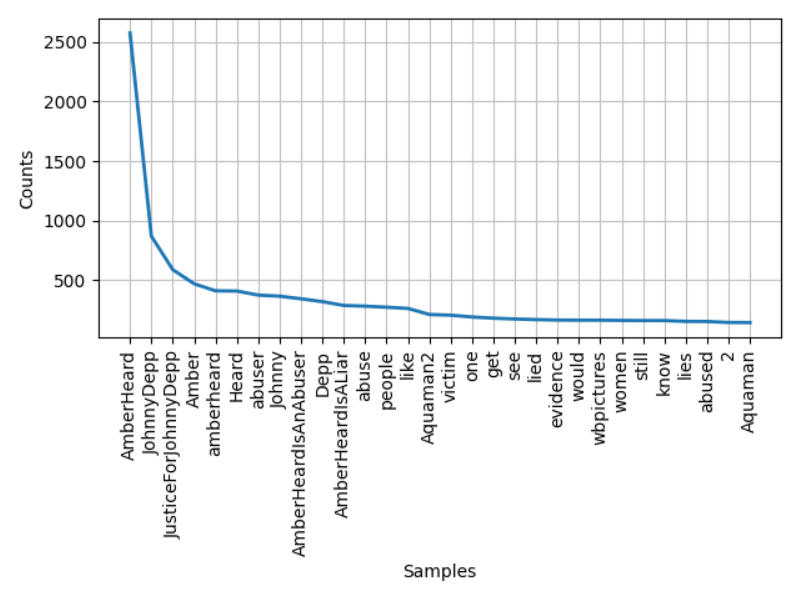 2500
2000
1500
1000
500
Counts
AmberHeard
JohnnyDepp
JusticeForJohnnyDepp
Amber
amberheard
Heard
abuser
Johnny
AmberHeardIsAnAbuser
Depp
AmberHeardIsALiar
abuse
people
like
Aquaman2
victim
one
get
see
lied
evidence
would
wbpictures
women
still
know
lies
abused
2
Aquaman
Samples